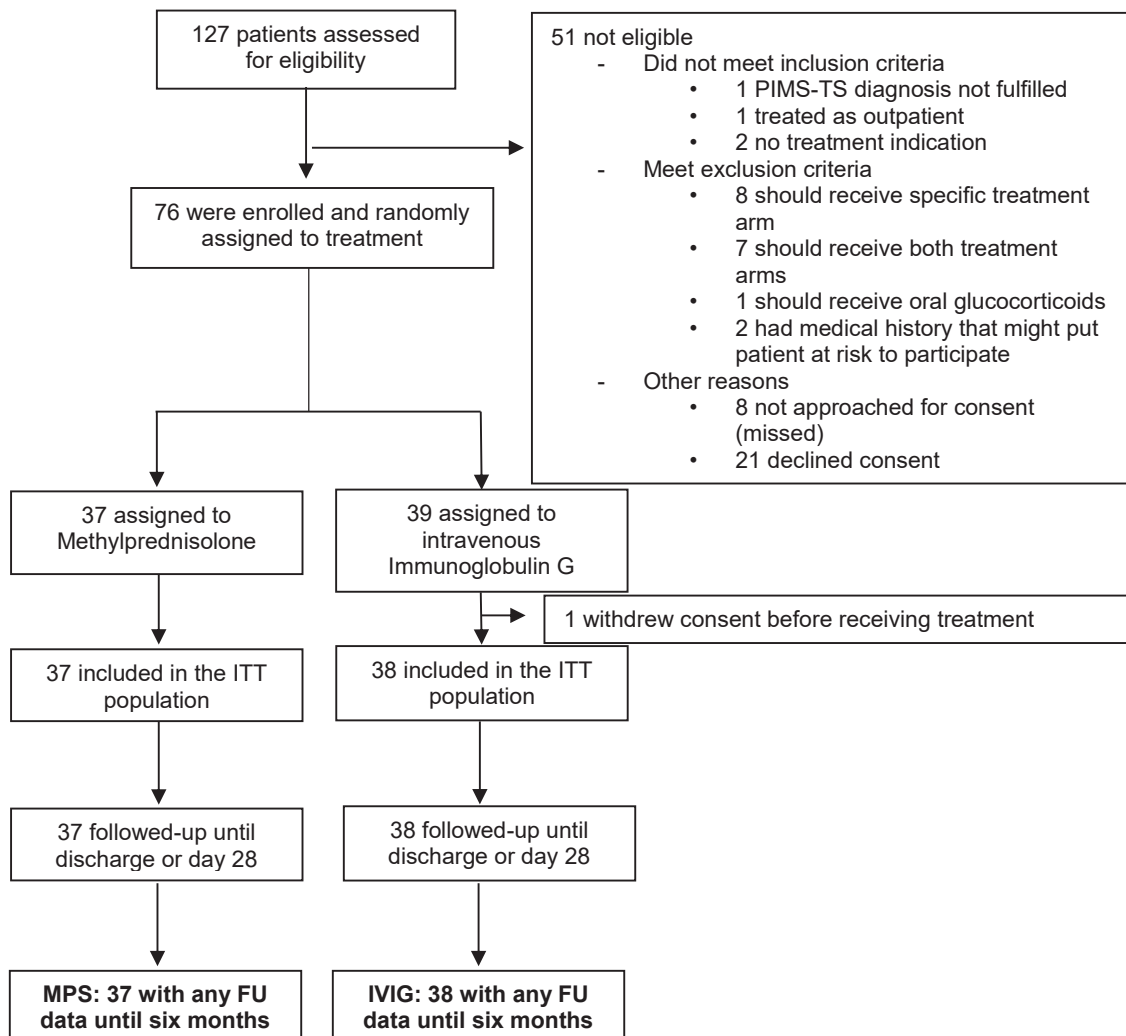 127 patients assessed
for eligibility
51 not eligible
- Did not meet inclusion criteria
• 1 PIMS-TS diagnosis not fulfilled
• 1 treated as outpatient
• 2 no treatment indication
- Meet exclusion criteria
• 8 should receive specific treatment
arm
• 7 should receive both treatment
arms
• 1 should receive oral glucocorticoids
• 2 had medical history that might put
patient at risk to participate
- Other reasons
• 8 not approached for consent
(missed)
• 21 declined consent
76 were enrolled and randomly
assigned to treatment
37 assigned to
Methylprednisolone
39 assigned to
intravenous
Immunoglobulin G
1 withdrew consent before receiving treatment
37 included in the ITT
population
38 included in the ITT
population
37 followed-up until
discharge or day 28
38 followed-up until
discharge or day 28
MPS: 37 with any FU
data until six months
IVIG: 38 with any FU
data until six months